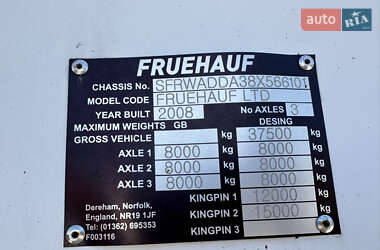 auto RIA
FRUEHAUF
CHASSIS No. SFRWADDA38X566101
MODEL CODE FRUEHAUF LTD
YEAR BUILT 2008 No AXLES 3
MAXIMUM WEIGHTS GB DESING
GROSS VEHICLE kg 37500 kg
AXLE 1 8000 kg 8000 kg
AXLE 2 8000 kg 8000 kg
AXLE 3 8000 kg 8000 kg
KINGPIN 1 12000 kg
Dereham, Norfolk,
England, NR19 1JF KINGPIN 2 15000 kg
Tel: (01362) 695353
F003116 KINGPIN 3 kg